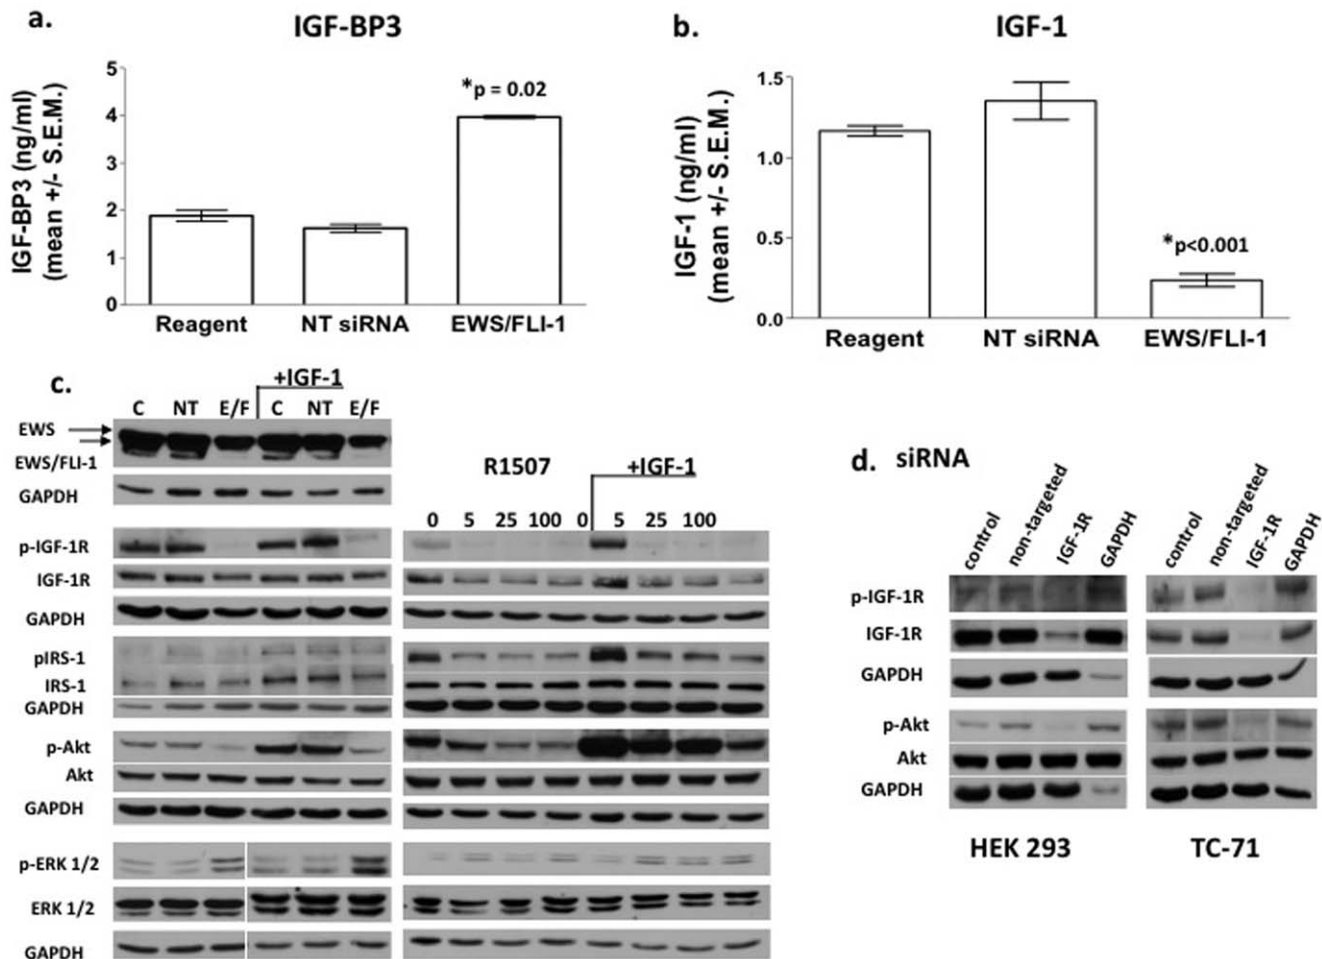 a.
IGF-BP3
IGF-BP3 (ng/ml)
(mean +/- S.E.M.)
5
4
3
2
1
0
*p = 0.02
Reagent NT siRNA EWS/FLI-1
b.
IGF-1
IGF-1 (ng/ml)
(mean +/- S.E.M.)
1.5
1.0
0.5
0.0
*p<0.001
Reagent NT siRNA EWS/FLI-1
c.
+IGF-1
C NT E/F C NT E/F
EWS
EWS/FLI-1
GAPDH
p-IGF-1R
IGF-1R
GAPDH
pIRS-1
IRS-1
GAPDH
p-Akt
Akt
GAPDH
p-ERK 1/2
ERK 1/2
GAPDH
R1507 +IGF-1
0 5 25 100 0 5 25 100
d. siRNA
control non-targeted IGF-1R GAPDH
control non-targeted IGF-1R GAPDH
p-IGF-1R
IGF-1R
GAPDH
p-Akt
Akt
GAPDH
HEK 293 TC-71